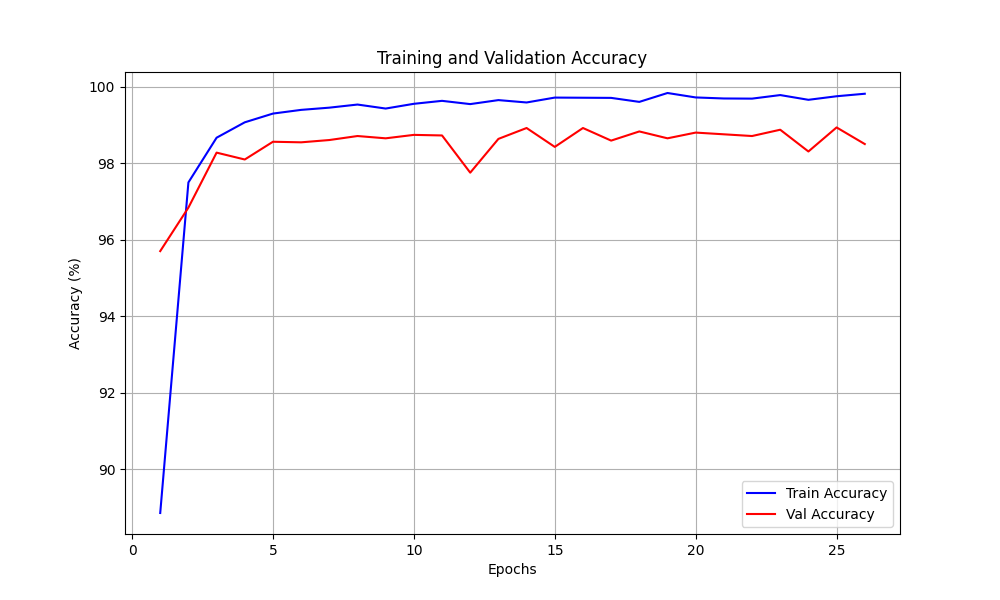 Training and Validation Accuracy
Accuracy (%)
100
98
96
94
92
90
0 5 10 15 20 25
Epochs
Train Accuracy
Val Accuracy